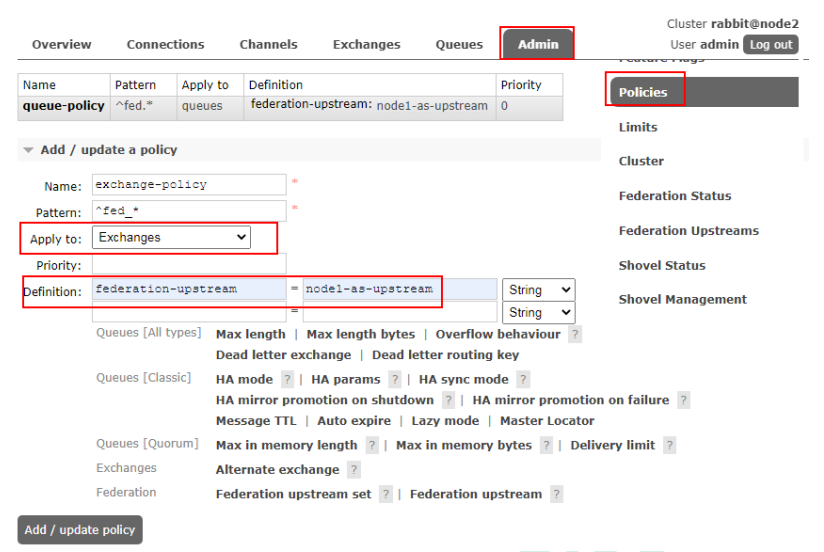 Cluster rabbit@node2
Overview Connections Channels Exchanges Queues Admin User admin Log out
Feature Flags
Name Pattern Apply to Definition Priority
queue-policy ^fed.* queues federation-upstream: node1-as-upstream 0
Policies
Limits
Add / update a policy
Cluster
Name: exchange-policy *
Federation Status
Pattern: ^fed_* *
Federation Upstreams
Apply to: Exchanges
Priority:
Shovel Status
Definition: federation-upstream = node1-as-upstream String
Shovel Management
= String
Queues [All types] Max length | Max length bytes | Overflow behaviour ?
Dead letter exchange | Dead letter routing key
Queues [Classic] HA mode ? | HA params ? | HA sync mode ?
HA mirror promotion on shutdown ? | HA mirror promotion on failure ?
Message TTL | Auto expire | Lazy mode | Master Locator
Queues [Quorum] Max in memory length ? | Max in memory bytes ? | Delivery limit ?
Exchanges Alternate exchange ?
Federation Federation upstream set ? | Federation upstream ?
Add / update policy